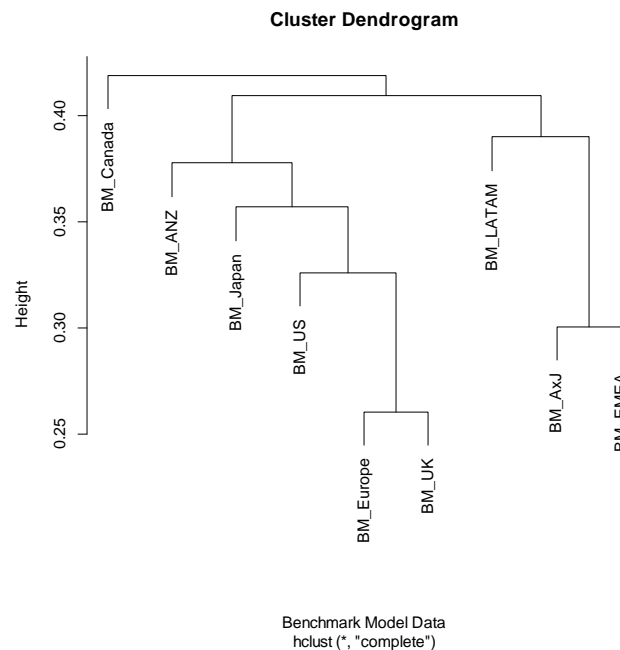 Cluster Dendrogram
Height
0.40
0.35
0.30
0.25
BM_Canada
BM_ANZ
BM_Japan
BM_US
BM_Europe
BM_UK
BM_LATAM
BM_AxJ
Benchmark Model Data
hclust (*, "complete")